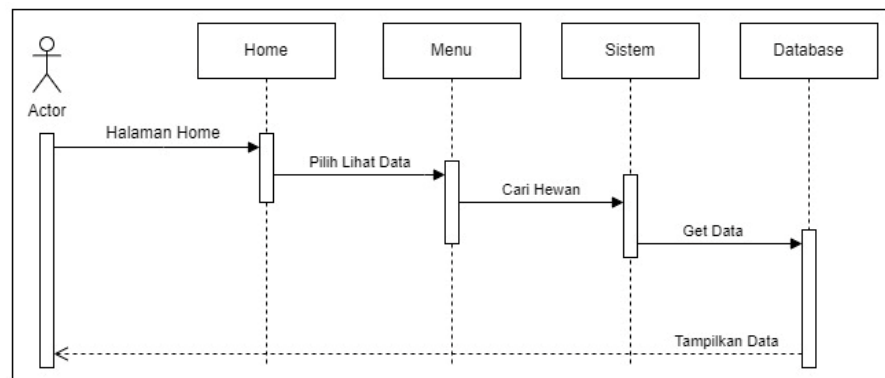 Home
Menu
Sistem
Database
Actor
Halaman Home
Pilih Lihat Data
Cari Hewan
Get Data
Tampilkan Data